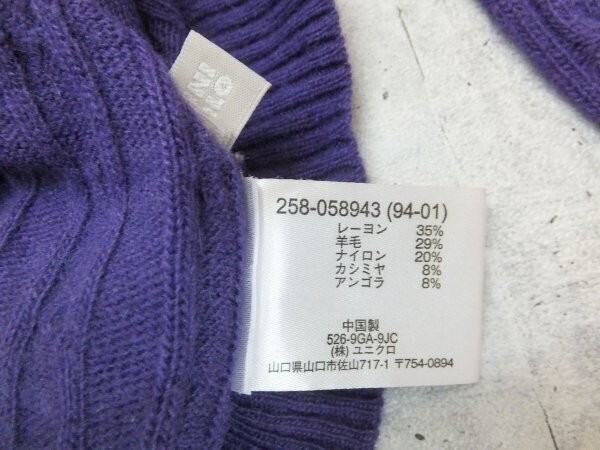 258-058943 (94-01)
レーヨン 35%
羊毛 29%
ナイロン 20%
カシミヤ 8%
アンゴラ 8%
中国製
526-9GA-9JC
(株) ユニクロ
山口県山口市佐山717-1 〒754-0894